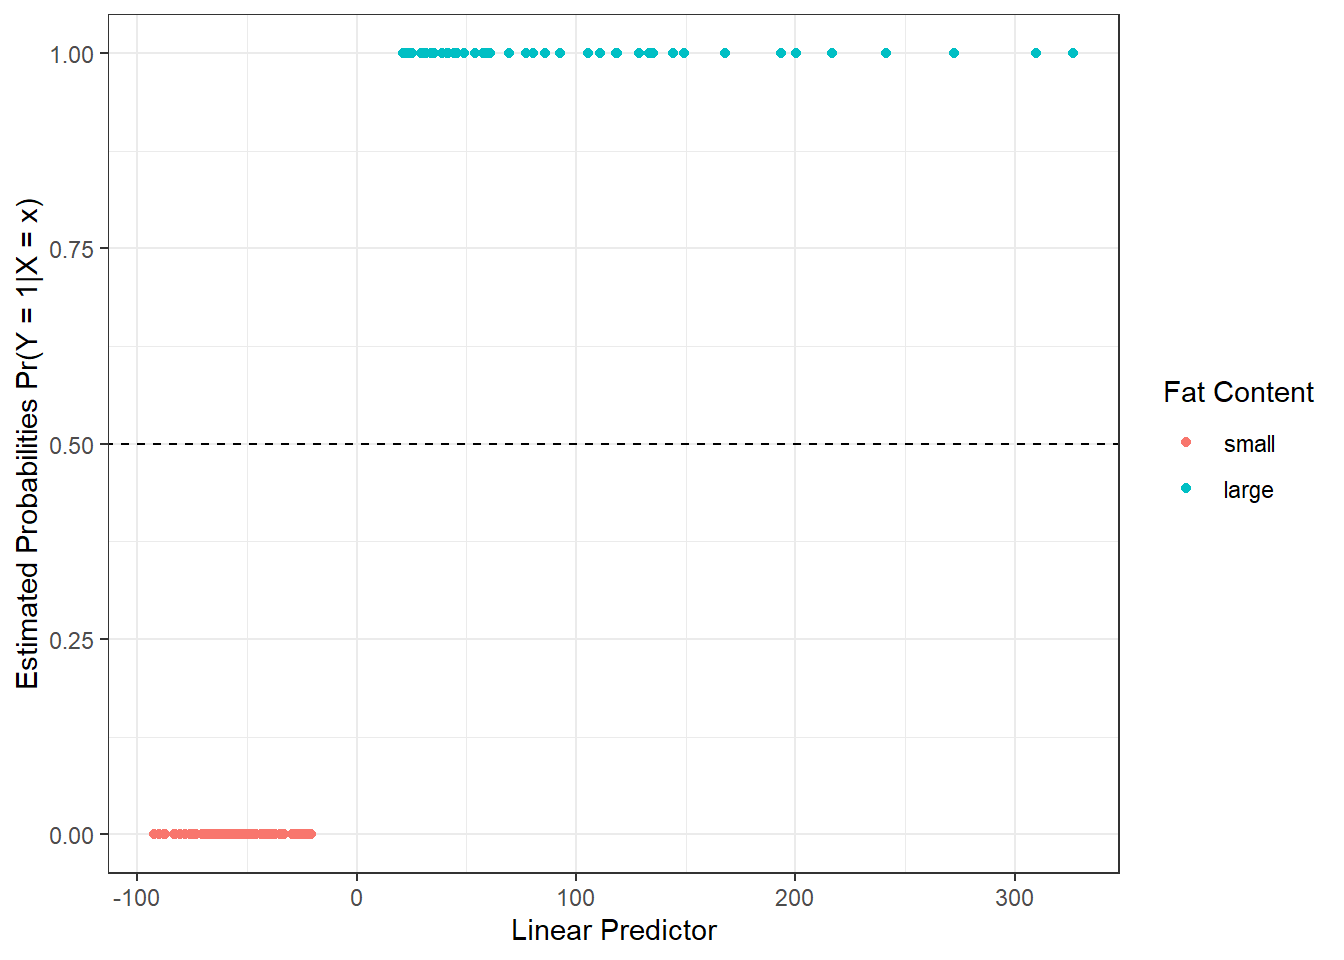 1.00
0.75
0.50
0.25
0.00
Estimated Probabilities Pr(Y = 1|X = x)
-100 0 100 200 300
Linear Predictor
Fat Content
small
large